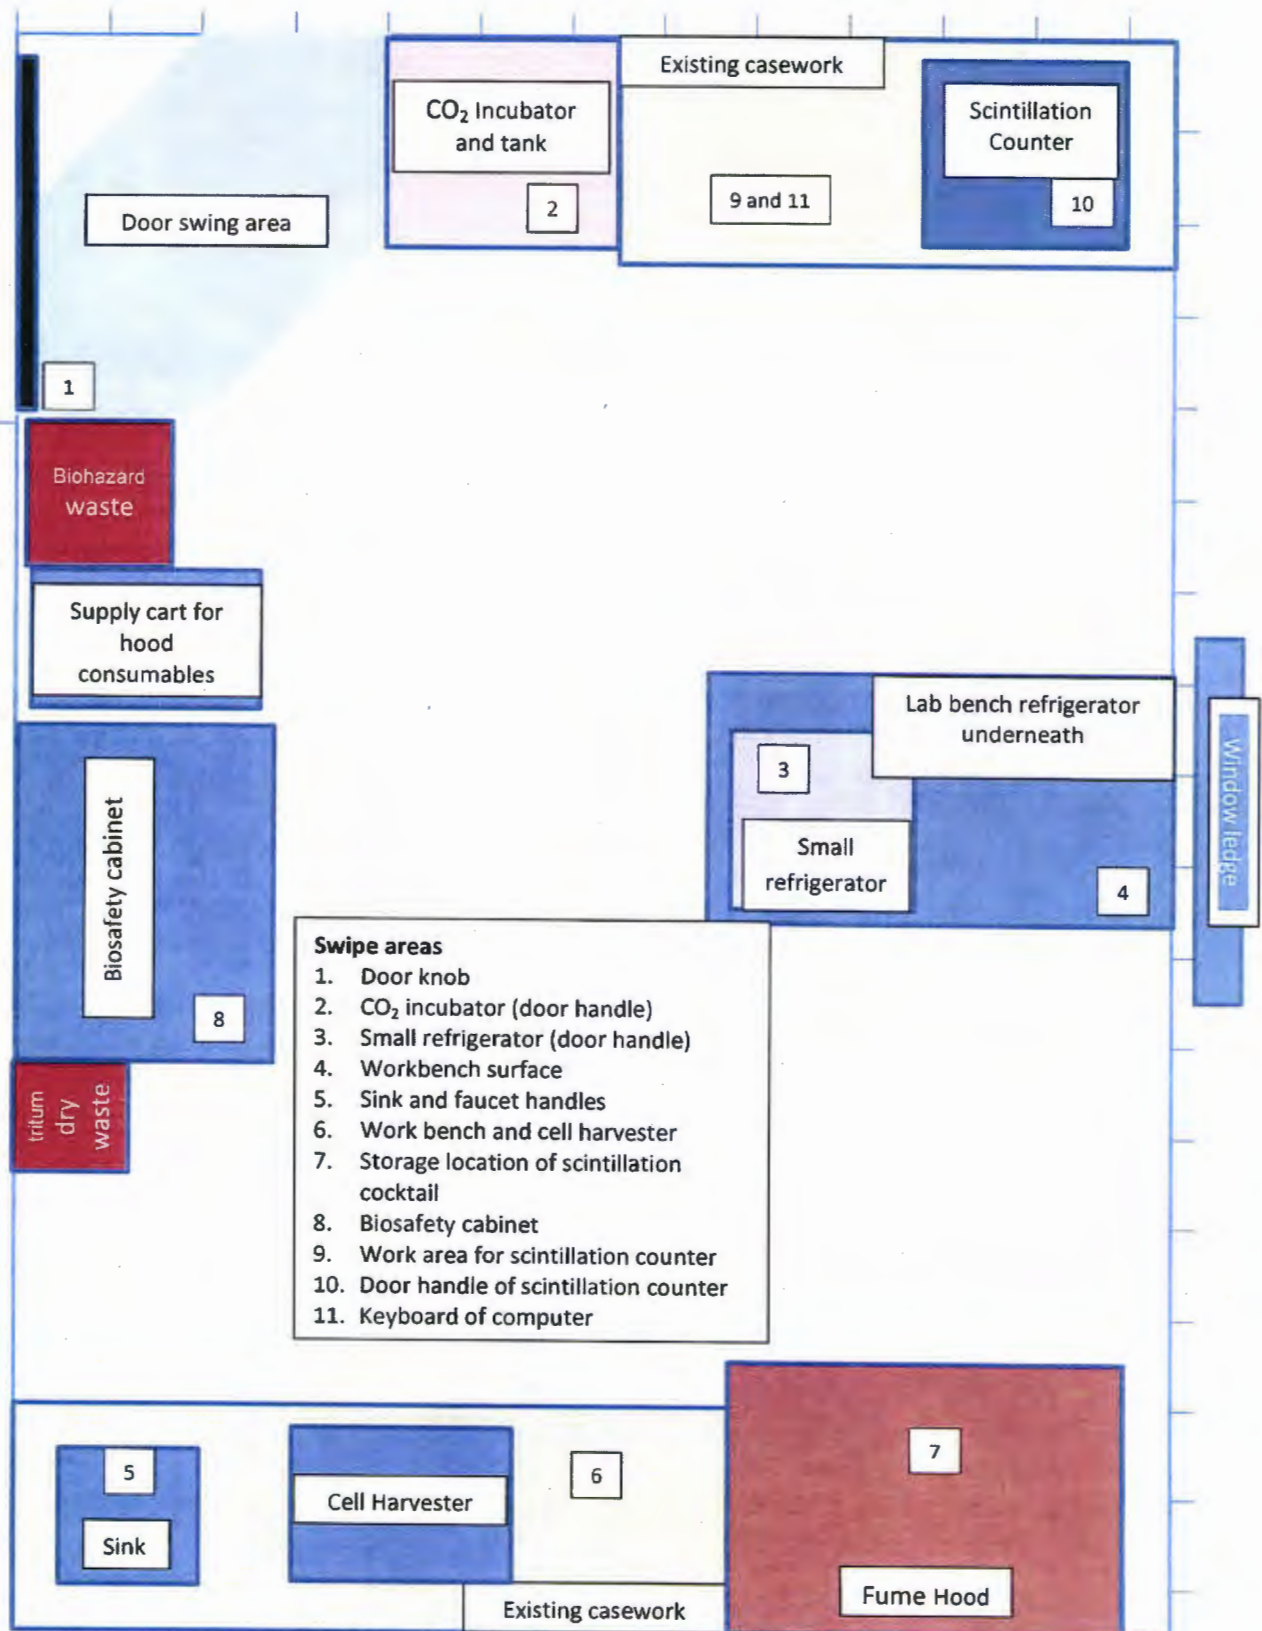 Existing casework
CO₂ Incubator
and tank
Scintillation
Counter
2
9 and 11
10
Door swing area
1
Biohazard
waste
Supply cart for
hood
consumables
Lab bench refrigerator
underneath
3
Small
refrigerator
4
Window ledge
Biosafety cabinet
8
tritum
dry
waste
Swipe areas
1. Door knob
2. CO₂ incubator (door handle)
3. Small refrigerator (door handle)
4. Workbench surface
5. Sink and faucet handles
6. Work bench and cell harvester
7. Storage location of scintillation
cocktail
8. Biosafety cabinet
9. Work area for scintillation counter
10. Door handle of scintillation counter
11. Keyboard of computer
5
Sink
Cell Harvester
6
Existing casework
7
Fume Hood